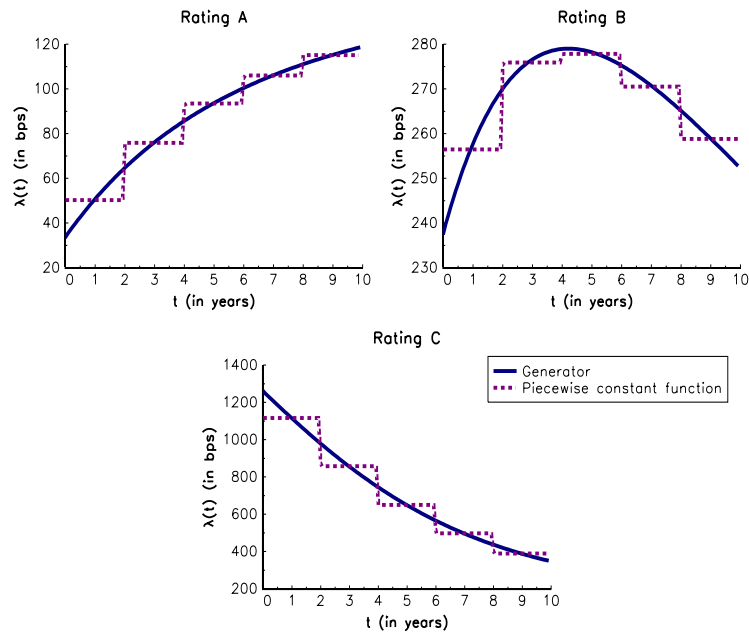 Rating A
120
100
80
60
40
20
λ(t) (in bps)
0 1 2 3 4 5 6 7 8 9 10
t (in years)
Rating B
280
270
260
250
240
230
λ(t) (in bps)
0 1 2 3 4 5 6 7 8 9 10
t (in years)
Rating C
1400
1200
1000
800
600
400
200
λ(t) (in bps)
0 1 2 3 4 5 6 7 8 9 10
t (in years)
Generator
Piecewise constant function